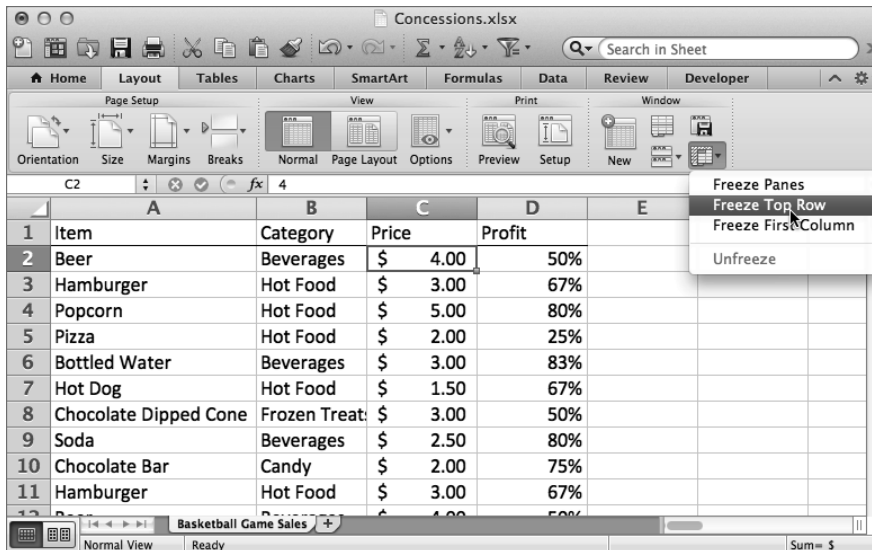 Concessions.xlsx
Search in Sheet
Home Layout Tables Charts SmartArt Formulas Data Review Developer
Page Setup View Print Window
Orientation Size Margins Breaks Normal Page Layout Options Preview Setup New
C2 fx 4
Freeze Panes
Freeze Top Row
Freeze First Column
Unfreeze
A B C D E
1 Item Category Price Profit
2 Beer Beverages $ 4.00 50%
3 Hamburger Hot Food $ 3.00 67%
4 Popcorn Hot Food $ 5.00 80%
5 Pizza Hot Food $ 2.00 25%
6 Bottled Water Beverages $ 3.00 83%
7 Hot Dog Hot Food $ 1.50 67%
8 Chocolate Dipped Cone Frozen Treat $ 3.00 50%
9 Soda Beverages $ 2.50 80%
10 Chocolate Bar Candy $ 2.00 75%
11 Hamburger Hot Food $ 3.00 67%
Basketball Game Sales +
Normal View Ready Sum= $